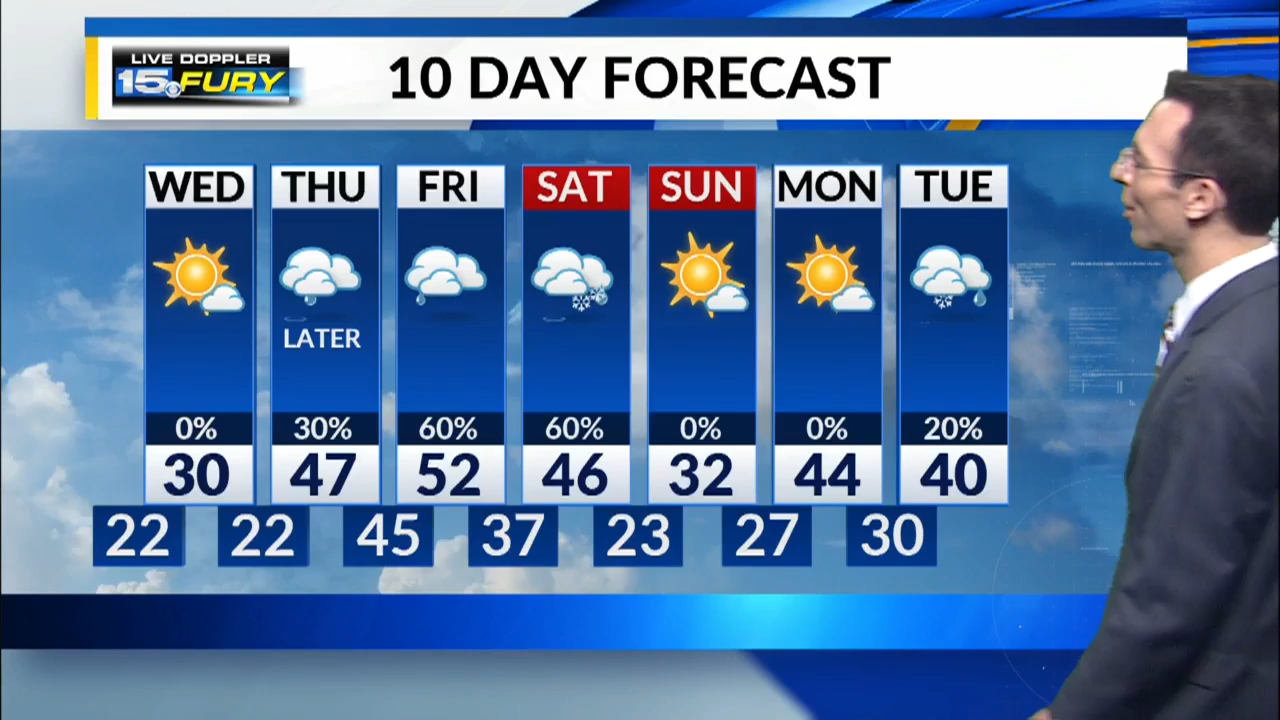 LIVE DOPPLER
15 FURY
10 DAY FORECAST
WED THU FRI SAT SUN MON TUE
LATER
0% 30% 60% 60% 0% 0% 20%
30 47 52 46 32 44 40
22 22 45 37 23 27 30